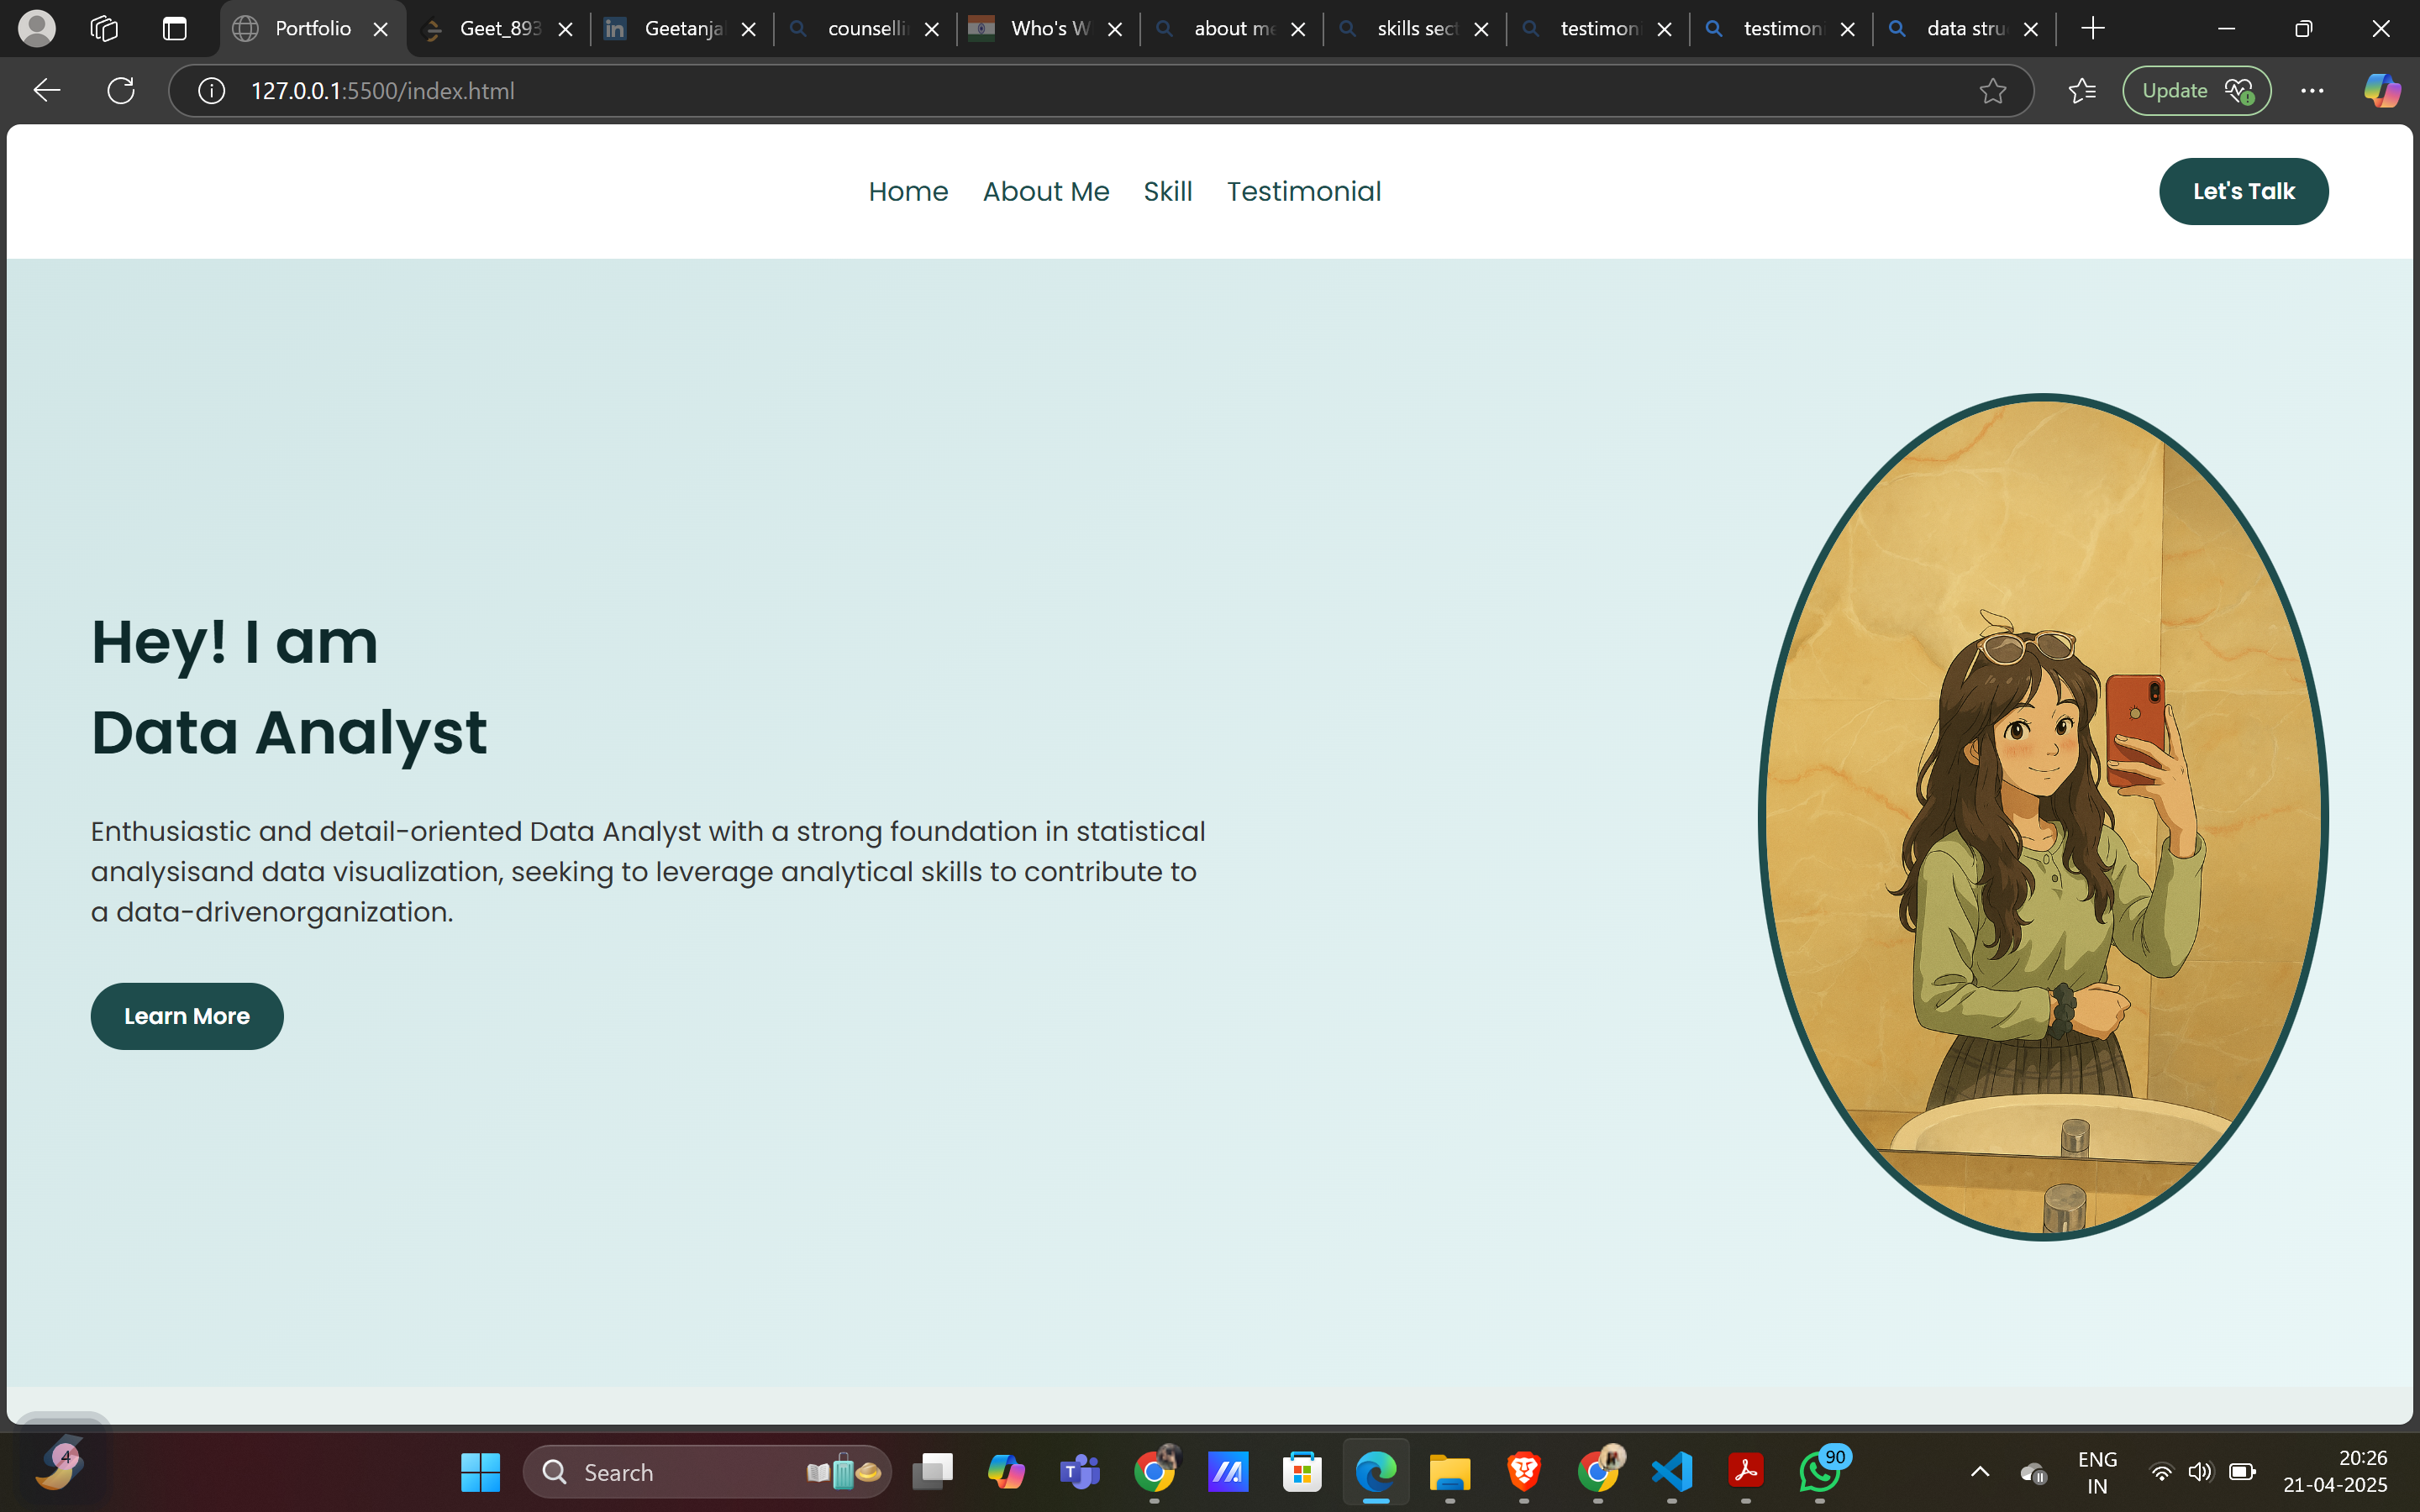 Portfolio
Geet_893
Geetanja
counselli
Who's W
about me
skills sect
testimoni
testimoni
data stru
127.0.0.1:5500/index.html
Update
Home About Me Skill Testimonial
Let's Talk
Hey! I am
Data Analyst
Enthusiastic and detail-oriented Data Analyst with a strong foundation in statistical
analysisand data visualization, seeking to leverage analytical skills to contribute to
a data-drivenorganization.
Learn More
4
Search
90
ENG
IN
20:26
21-04-2025